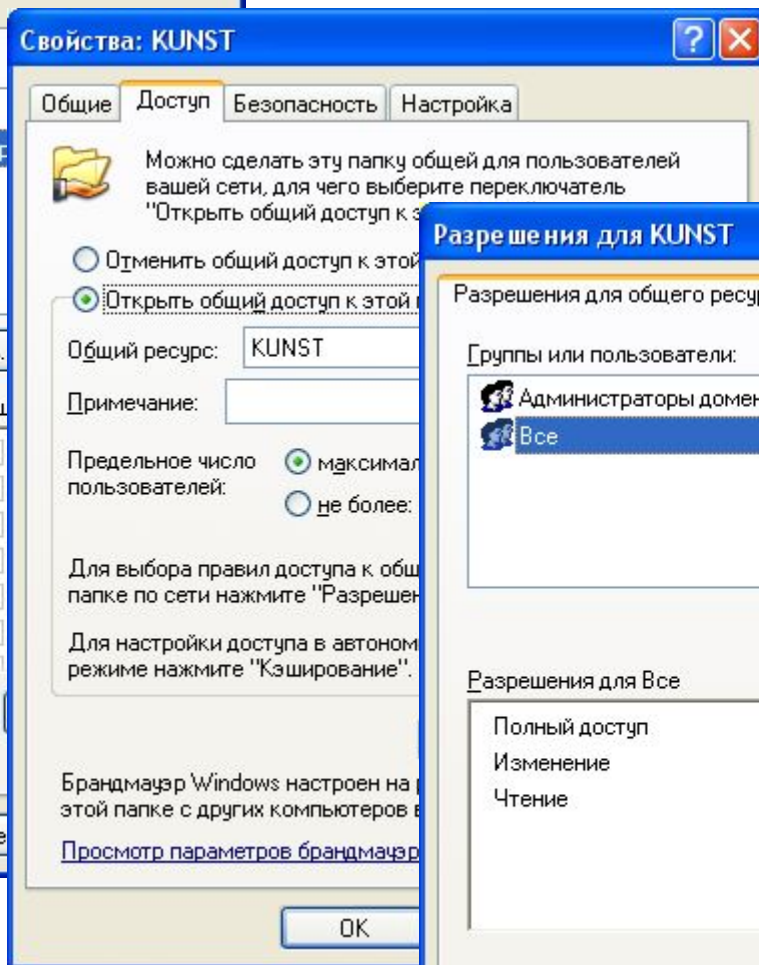 Свойства: KUNST
Общие Доступ Безопасность Настройка
Можно сделать эту папку общей для пользователей
вашей сети, для чего выберите переключатель
"Открыть общий доступ к э
Отменить общий доступ к этой
Открыть общий доступ к этой
Общий ресурс: KUNST
Примечание:
Предельное число
пользователей:
максимал
не более:
Для выбора правил доступа к общ
папке по сети нажмите "Разрешен
Для настройки доступа в автоном
режиме нажмите "Кэширование".
Брандмауэр Windows настроен на
этой папке с других компьютеров в
Просмотр параметров брандмауэр
OK
Разрешения для KUNST
Разрешения для общего ресур
Группы или пользователи:
Администраторы домен
Все
Разрешения для Все
Полный доступ
Изменение
Чтение